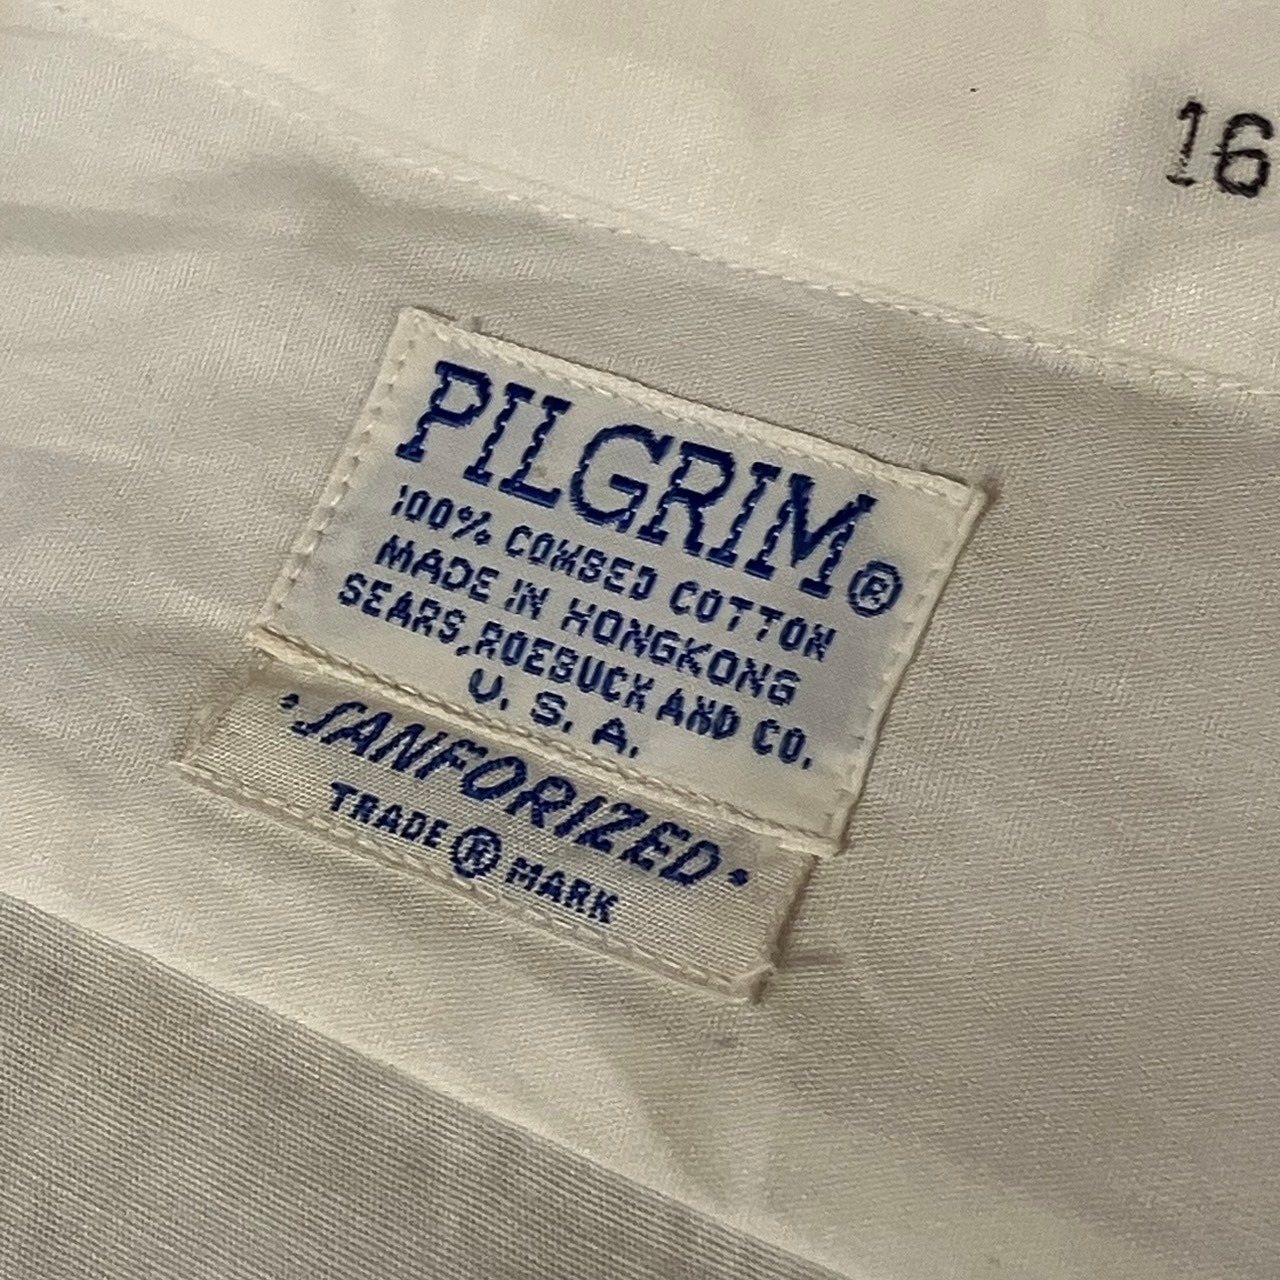 16
PILGRIM®
100% COMBED COTTON
MADE IN HONGKONG
SEARS, ROEBUCK AND CO.
U. S. A.
·SANFORIZED·
TRADE ® MARK